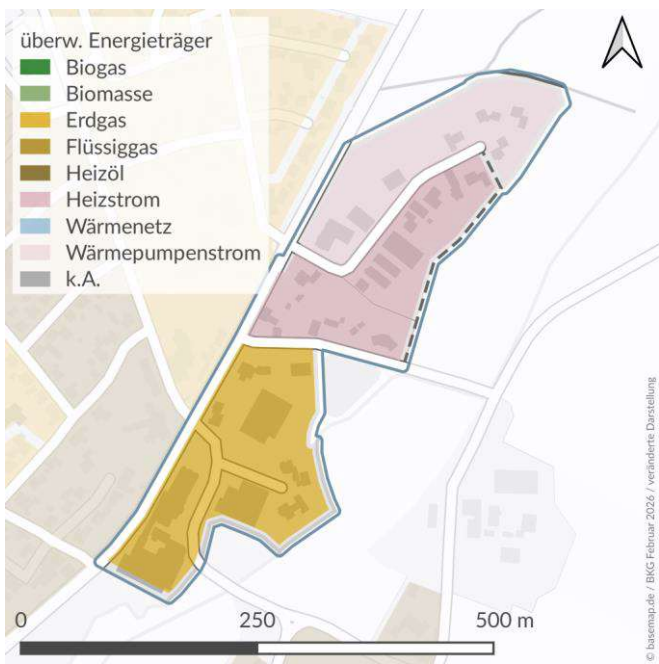 überw. Energieträger
Biogas
Biomasse
Erdgas
Flüssiggas
Heizöl
Heizstrom
Wärmenetz
Wärmepumpenstrom
k.A.
0 250 500 m
© basemap.de / BKG Februar 2026 / veränderte Darstellung